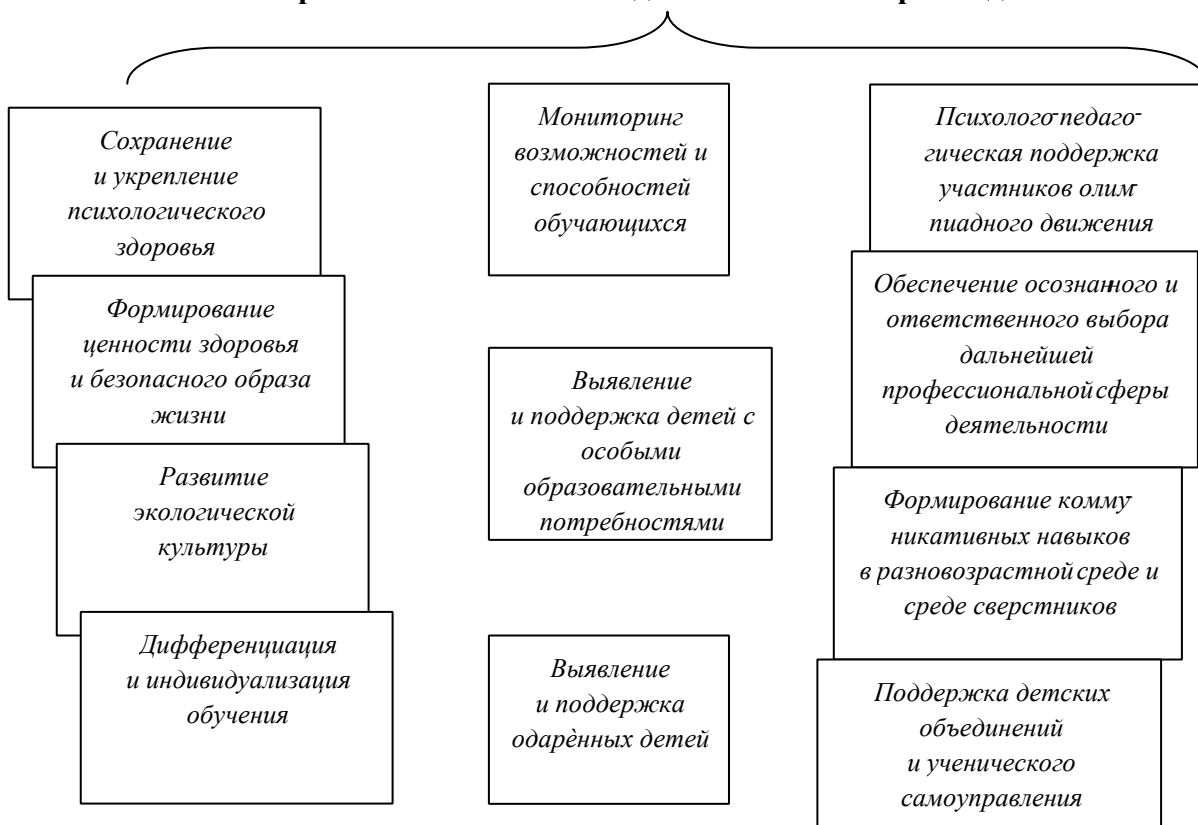 Сохранение
и укрепление
психологического
здоровья
Формирование
ценности здоровья
и безопасного образа
жизни
Развитие
экологической
культуры
Дифференциация
и индивидуализация
обучения
Мониторинг
возможностей и
способностей
обучающихся
Выявление
и поддержка детей с
особыми
образовательными
потребностями
Выявление
и поддержка
одарѐнных детей
Психолого-педаго-
гическая поддержка
участников олим-
пиадного движения
Обеспечение осознанного и
ответственного выбора
дальнейшей
профессиональной сферы
деятельности
Формирование комму-
никативных навыков
в разновозрастной среде и
среде сверстников
Поддержка детских
объединений
и ученического
самоуправления